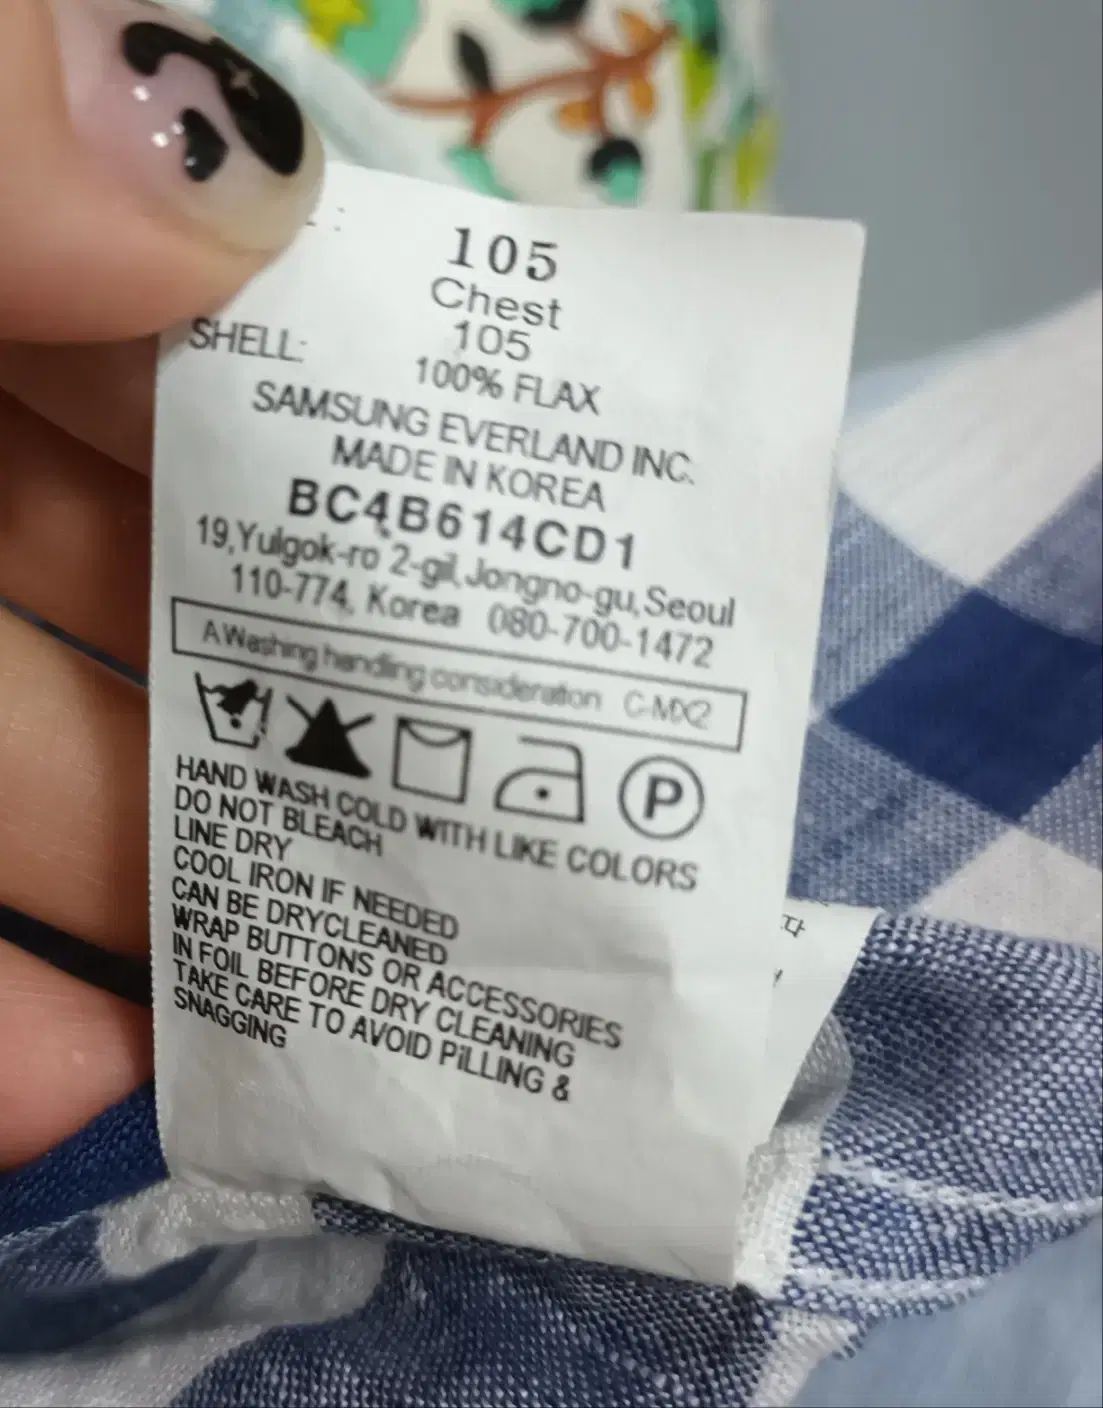 105
Chest
105
SHELL:
100% FLAX
SAMSUNG EVERLAND INC.
MADE IN KOREA
BC4B614CD1
19,Yulgok-ro 2-gil,Jongno-gu,Seoul
110-774, Korea 080-700-1472
A Washing handling consideration C-MX2
P
HAND WASH COLD WITH LIKE COLORS
DO NOT BLEACH
LINE DRY
COOL IRON IF NEEDED
CAN BE DRYCLEANED
WRAP BUTTONS OR ACCESSORIES
IN FOIL BEFORE DRY CLEANING
TAKE CARE TO AVOID PiLLING &
SNAGGING